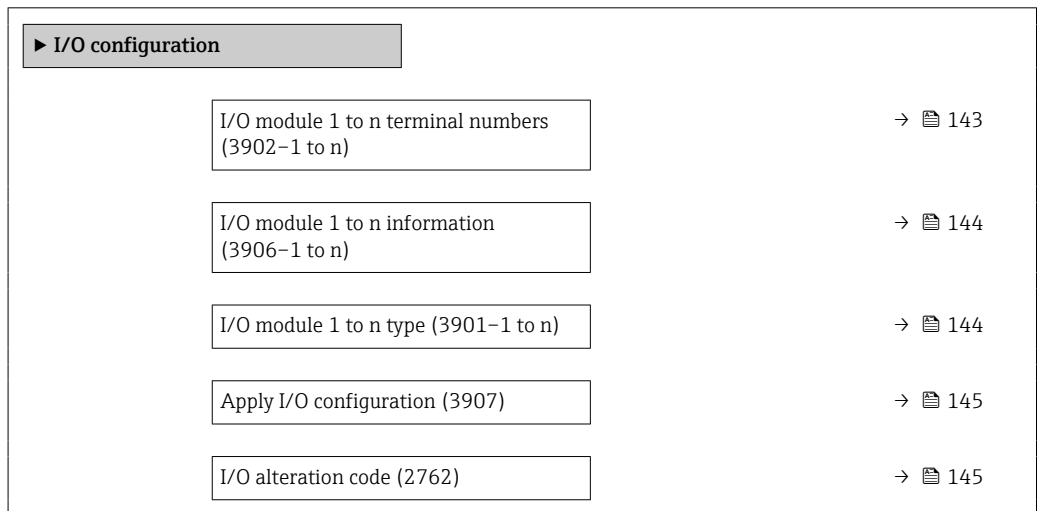 ▶ I/O configuration
I/O module 1 to n terminal numbers → 143
(3902–1 to n)
I/O module 1 to n information → 144
(3906–1 to n)
I/O module 1 to n type (3901–1 to n) → 144
Apply I/O configuration (3907) → 145
I/O alteration code (2762) → 145